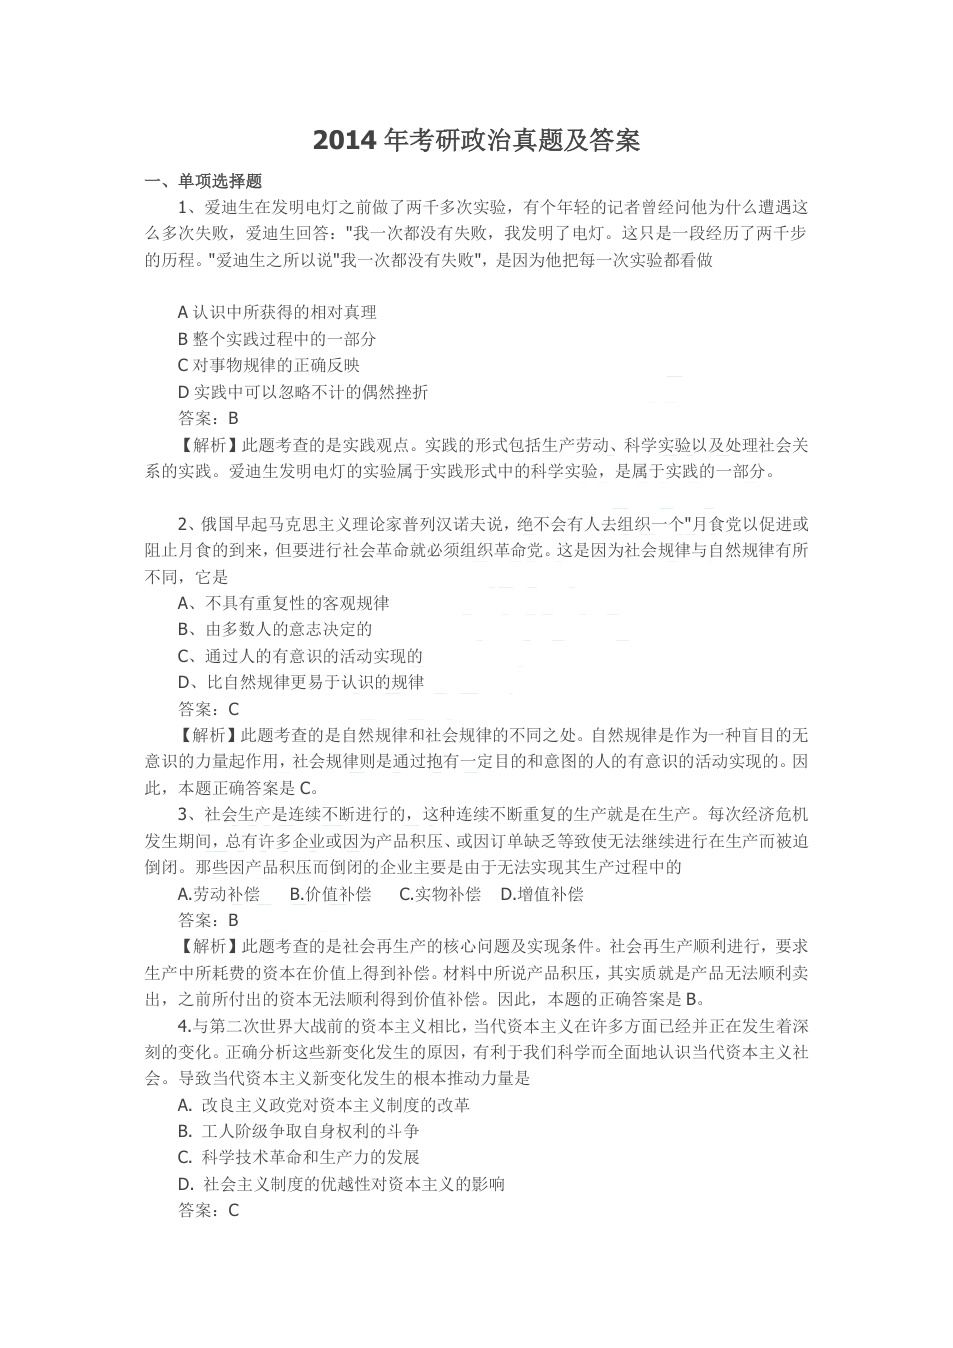 2014 年考研政治真题及答案
一、单项选择题
1、爱迪生在发明电灯之前做了两千多次实验，有个年轻的记者曾经问他为什么遭遇这
么多次失败，爱迪生回答："我一次都没有失败，我发明了电灯。这只是一段经历了两千步
的历程。"爱迪生之所以说"我一次都没有失败"，是因为他把每一次实验都看做
A 认识中所获得的相对真理
B 整个实践过程中的一部分
C 对事物规律的正确反映
D 实践中可以忽略不计的偶然挫折
答案：B
【解析】此题考查的是实践观点。实践的形式包括生产劳动、科学实验以及处理社会关
系的实践。爱迪生发明电灯的实验属于实践形式中的科学实验，是属于实践的一部分。
2、俄国早起马克思主义理论家普列汉诺夫说，绝不会有人去组织一个"月食党以促进或
阻止月食的到来，但要进行社会革命就必须组织革命党。这是因为社会规律与自然规律有所
不同，它是
A、不具有重复性的客观规律
B、由多数人的意志决定的
C、通过人的有意识的活动实现的
D、比自然规律更易于认识的规律
答案：C
【解析】此题考查的是自然规律和社会规律的不同之处。自然规律是作为一种盲目的无
意识的力量起作用，社会规律则是通过抱有一定目的和意图的人的有意识的活动实现的。因
此，本题正确答案是 C。
3、社会生产是连续不断进行的，这种连续不断重复的生产就是在生产。每次经济危机
发生期间，总有许多企业或因为产品积压、或因订单缺乏等致使无法继续进行在生产而被迫
倒闭。那些因产品积压而倒闭的企业主要是由于无法实现其生产过程中的
A.劳动补偿 B.价值补偿 C.实物补偿 D.增值补偿
答案：B
【解析】此题考查的是社会再生产的核心问题及实现条件。社会再生产顺利进行，要求
生产中所耗费的资本在价值上得到补偿。材料中所说产品积压，其实质就是产品无法顺利卖
出，之前所付出的资本无法顺利得到价值补偿。因此，本题的正确答案是 B。
4.与第二次世界大战前的资本主义相比，当代资本主义在许多方面已经并正在发生着深
刻的变化。正确分析这些新变化发生的原因，有利于我们科学而全面地认识当代资本主义社
会。导致当代资本主义新变化发生的根本推动力量是
A. 改良主义政党对资本主义制度的改革
B. 工人阶级争取自身权利的斗争
C. 科学技术革命和生产力的发展
D. 社会主义制度的优越性对资本主义的影响
答案：C